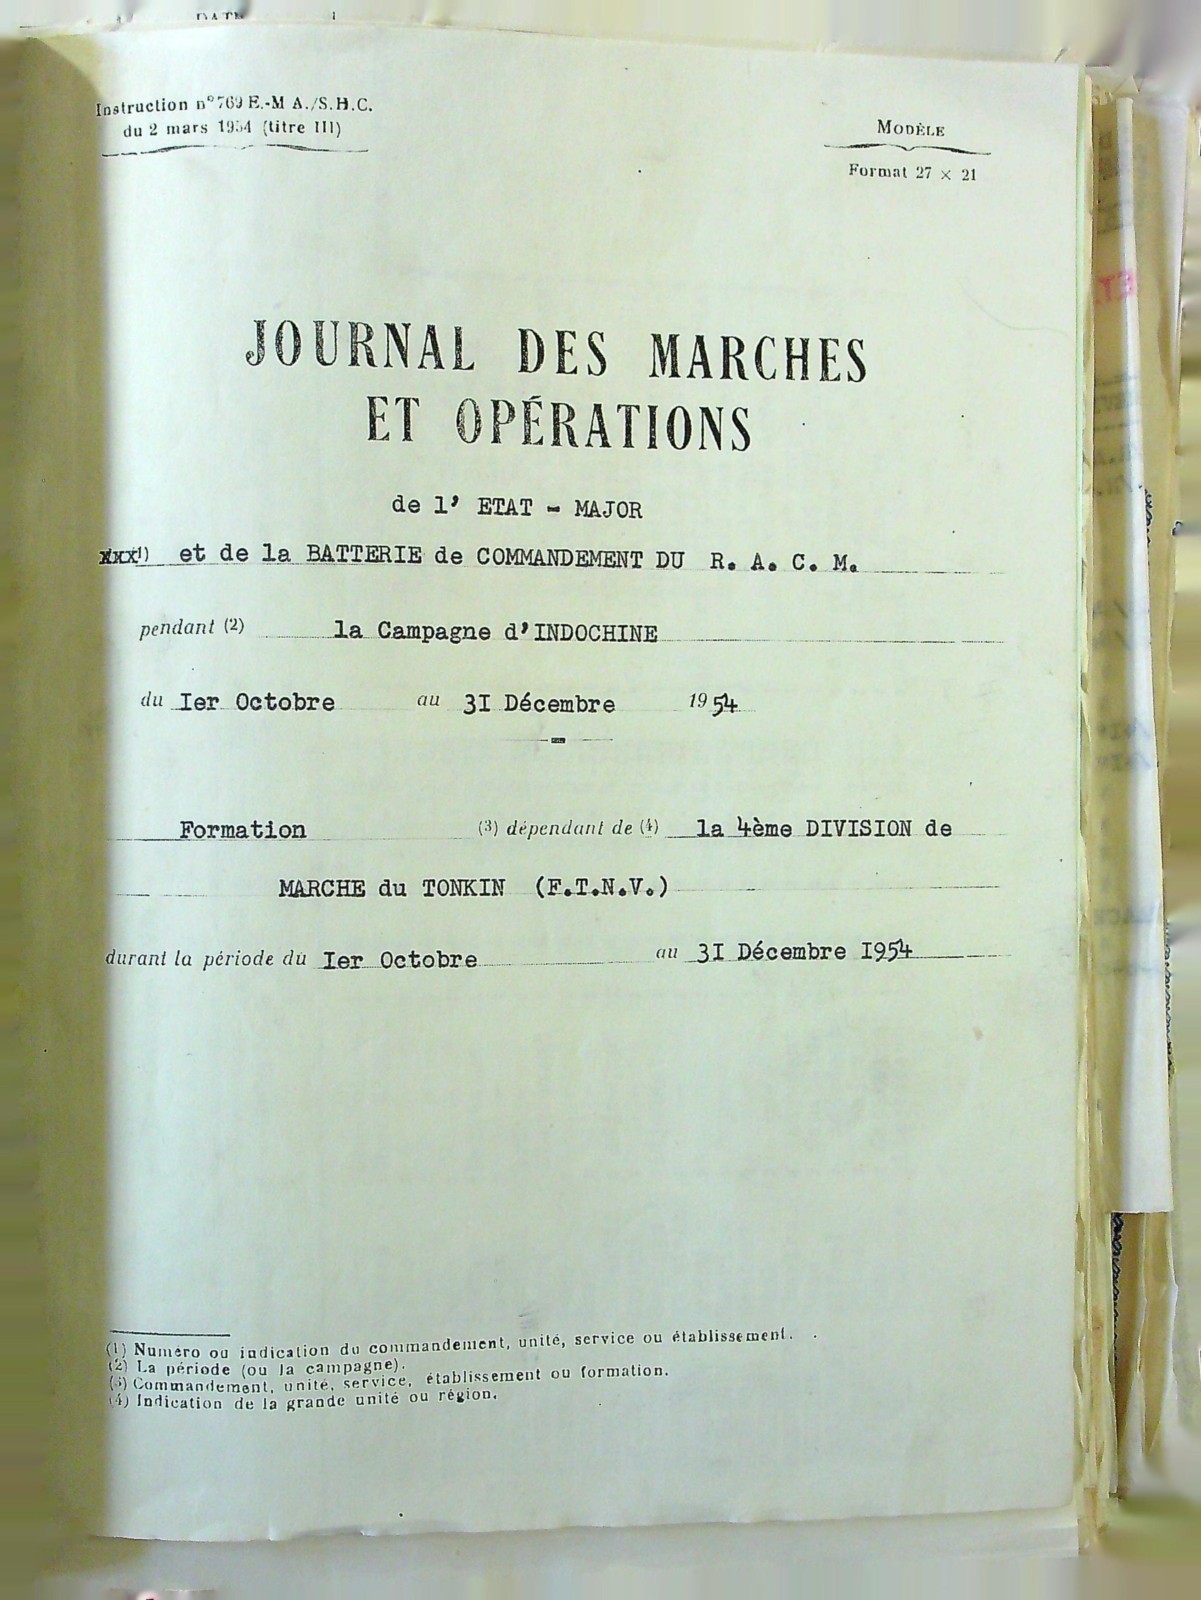 Instruction n° 769 E.-M A./S.H.C.
du 2 mars 1954 (titre III)
MODÈLE
Format 27 × 21
JOURNAL DES MARCHES
ET OPÉRATIONS
de l' ETAT - MAJOR
xxx1) et de la BATTERIE de COMMANDEMENT DU R. A. C. M.
pendant (2) la Campagne d'INDOCHINE
du Ier Octobre au 3I Décembre 1954
Formation (3) dépendant de (4) la 4ème DIVISION de
MARCHE du TONKIN (F.T.N.V.)
durant la période du Ier Octobre au 3I Décembre I954
(1) Numéro ou indication du commandement, unité, service ou établissement.
(2) La période (ou la campagne).
(3) Commandement, unité, service, établissement ou formation.
(4) Indication de la grande unité ou région.